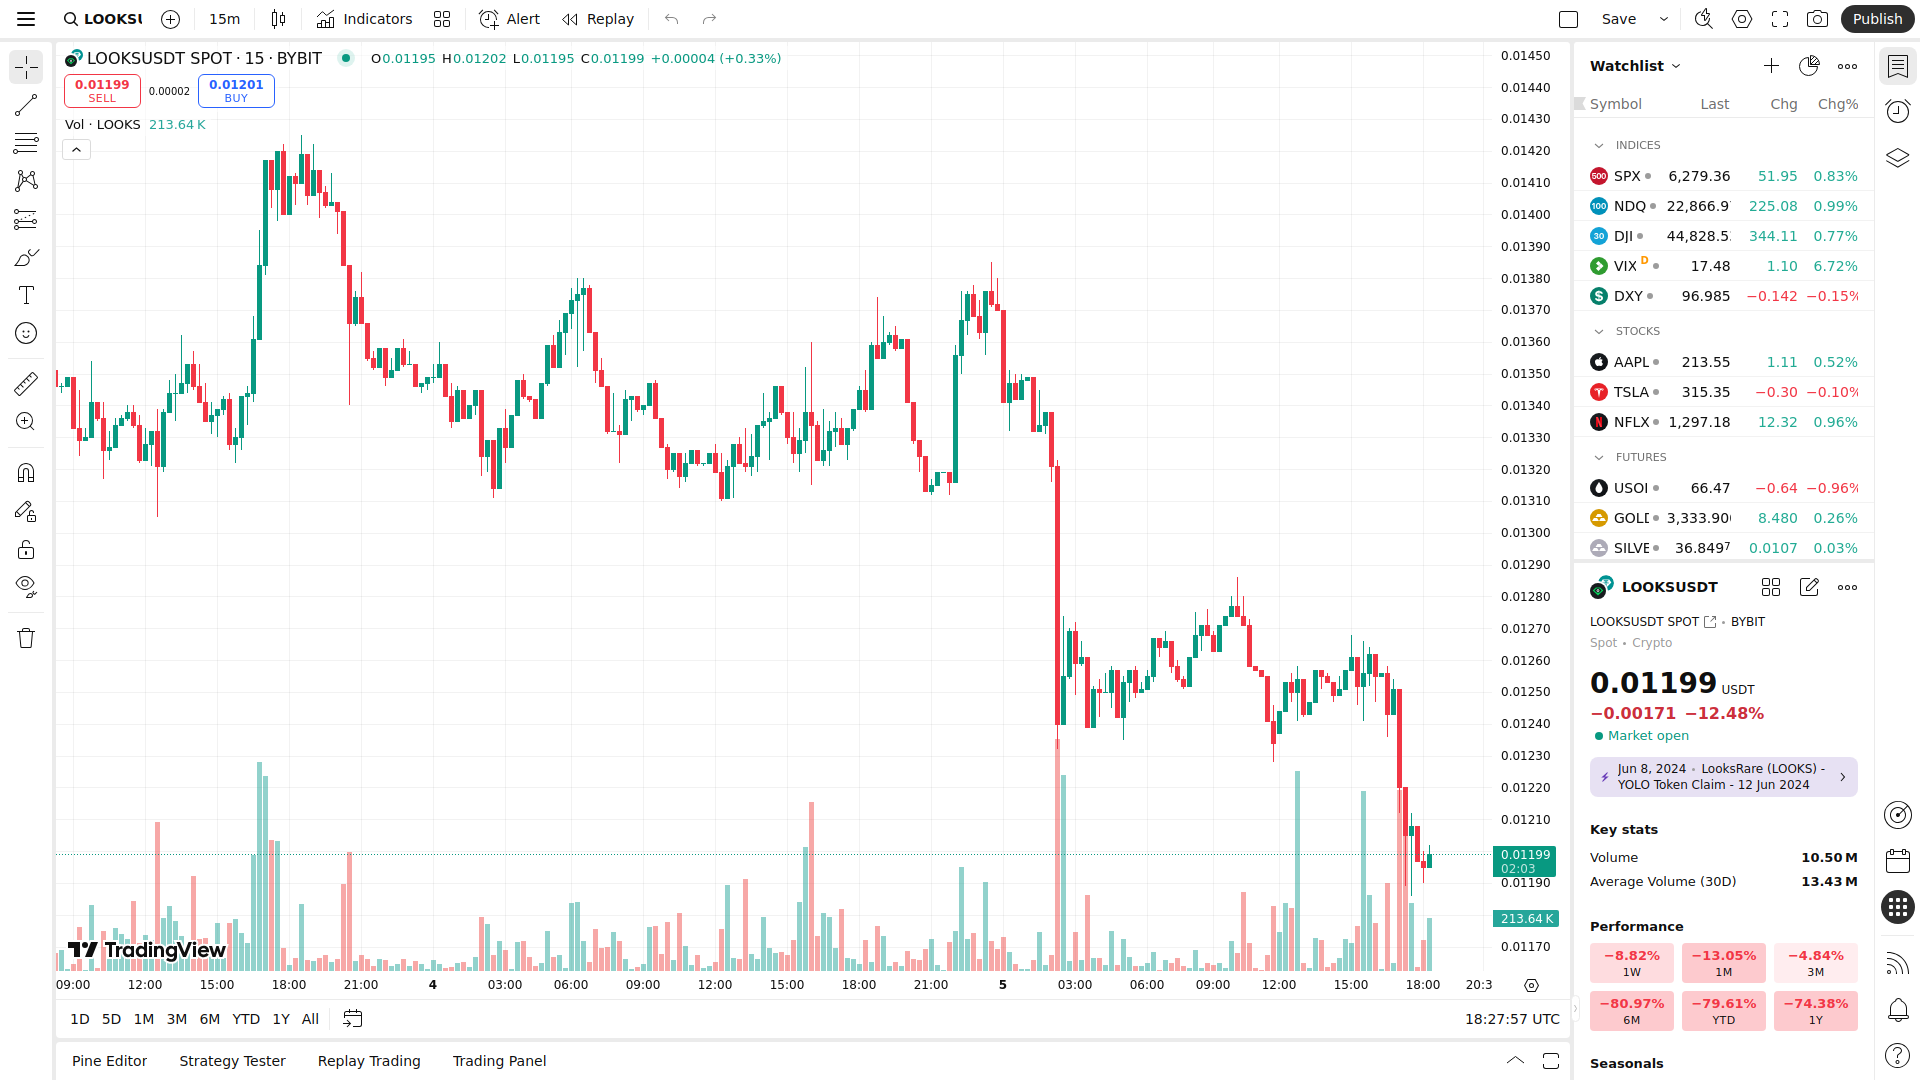 LOOKSU
15m
Indicators
Alert
Replay
Save
Publish
LOOKSUSDT SPOT · 15 · BYBIT
O0.01195 H0.01202 L0.01195 C0.01199 +0.00004 (+0.33%)
0.01199
SELL
0.00002
0.01201
BUY
Vol · LOOKS 213.64 K
0.01450
0.01440
0.01430
0.01420
0.01410
0.01400
0.01390
0.01380
0.01370
0.01360
0.01350
0.01340
0.01330
0.01320
0.01310
0.01300
0.01290
0.01280
0.01270
0.01260
0.01250
0.01240
0.01230
0.01220
0.01210
0.01199
02:03
0.01190
213.64 K
0.01170
TradingView
09:00 12:00 15:00 18:00 21:00 4 03:00 06:00 09:00 12:00 15:00 18:00 21:00 5 03:00 06:00 09:00 12:00 15:00 18:00 20:3
1D 5D 1M 3M 6M YTD 1Y All
18:27:57 UTC
Pine Editor Strategy Tester Replay Trading Trading Panel
Watchlist
Symbol Last Chg Chg%
INDICES
SPX 6,279.36 51.95 0.83%
NDQ 22,866.9 225.08 0.99%
DJI 44,828.5 344.11 0.77%
VIX D 17.48 1.10 6.72%
DXY 96.985 −0.142 −0.15%
STOCKS
AAPL 213.55 1.11 0.52%
TSLA 315.35 −0.30 −0.10%
NFLX 1,297.18 12.32 0.96%
FUTURES
USOI 66.47 −0.64 −0.96%
GOLD 3,333.90 8.480 0.26%
SILVE 36.8497 0.0107 0.03%
LOOKSUSDT
LOOKSUSDT SPOT • BYBIT
Spot • Crypto
0.01199 USDT
−0.00171 −12.48%
Market open
Jun 8, 2024 • LooksRare (LOOKS) -
YOLO Token Claim - 12 Jun 2024
Key stats
Volume 10.50 M
Average Volume (30D) 13.43 M
Performance
−8.82%
1W
−13.05%
1M
−4.84%
3M
−80.97%
6M
−79.61%
YTD
−74.38%
1Y
Seasonals